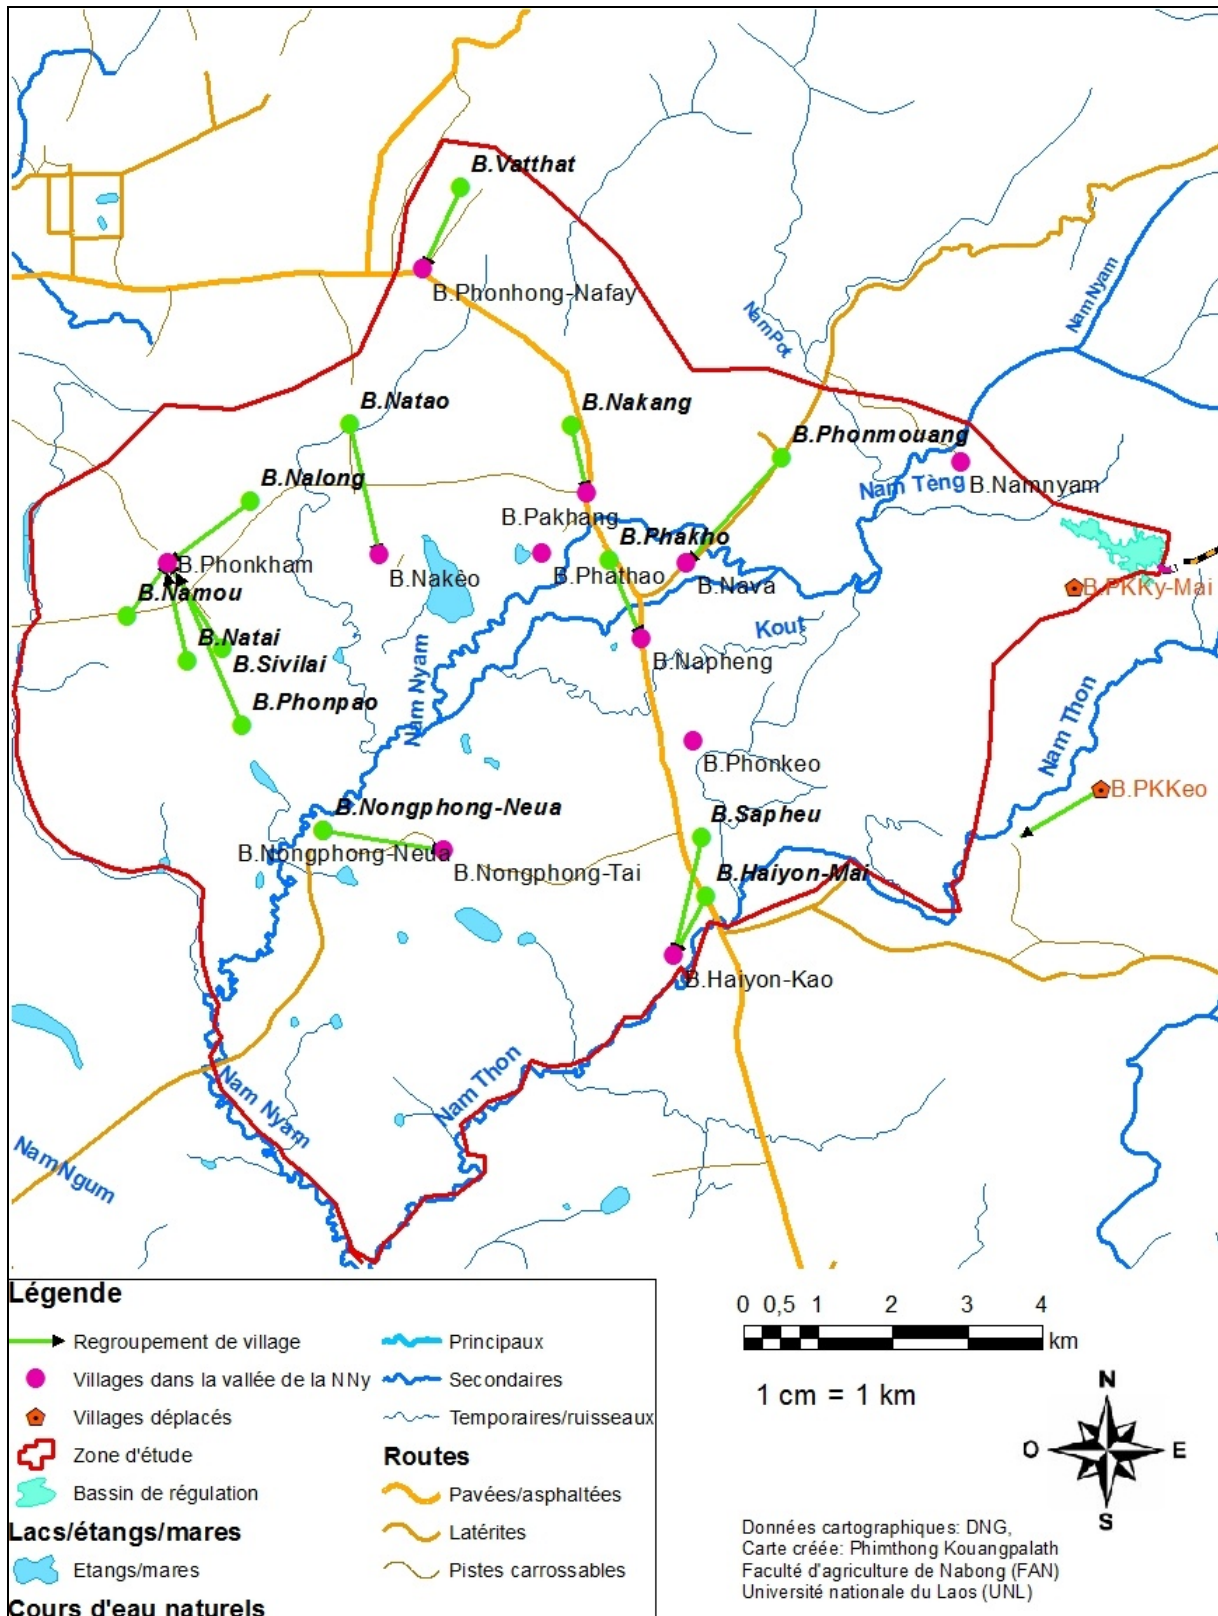 B.Vatthat
B.Phonhong-Nafay
Nam Nyam
Nam Pot
B.Natao
B.Nakang
B.Phonmouang
B.Nalong
Nam Tèng
B.Namnyam
B.Pakhang
B.Phakho
B.Phonkham
B.Nakèo
B.Phathao
B.Nava
B.PKKy-Mai
B.Namou
Kout
B.Natai
B.Sivilai
B.Napheng
Nam Nyam
B.Phonpao
Nam Thon
B.Phonkeo
B.PKKeo
B.Nongphong-Neua
B.Sapheu
B.Nongphong-Neua
B.Nongphong-Tai
B.Haiyon-Mai
B.Haiyon-Kao
Nam Thon
Nam Nyam
Nam Ngum
Légende
Regroupement de village
Villages dans la vallée de la NNy
Villages déplacés
Zone d'étude
Bassin de régulation
Lacs/étangs/mares
Etangs/mares
Cours d'eau naturels
Principaux
Secondaires
Temporaires/ruisseaux
Routes
Pavées/asphaltées
Latérites
Pistes carrossables
0 0,5 1 2 3 4
km
1 cm = 1 km
N
O E
S
Données cartographiques: DNG,
Carte créée: Phimthong Kouangpalath
Faculté d'agriculture de Nabong (FAN)
Université nationale du Laos (UNL)